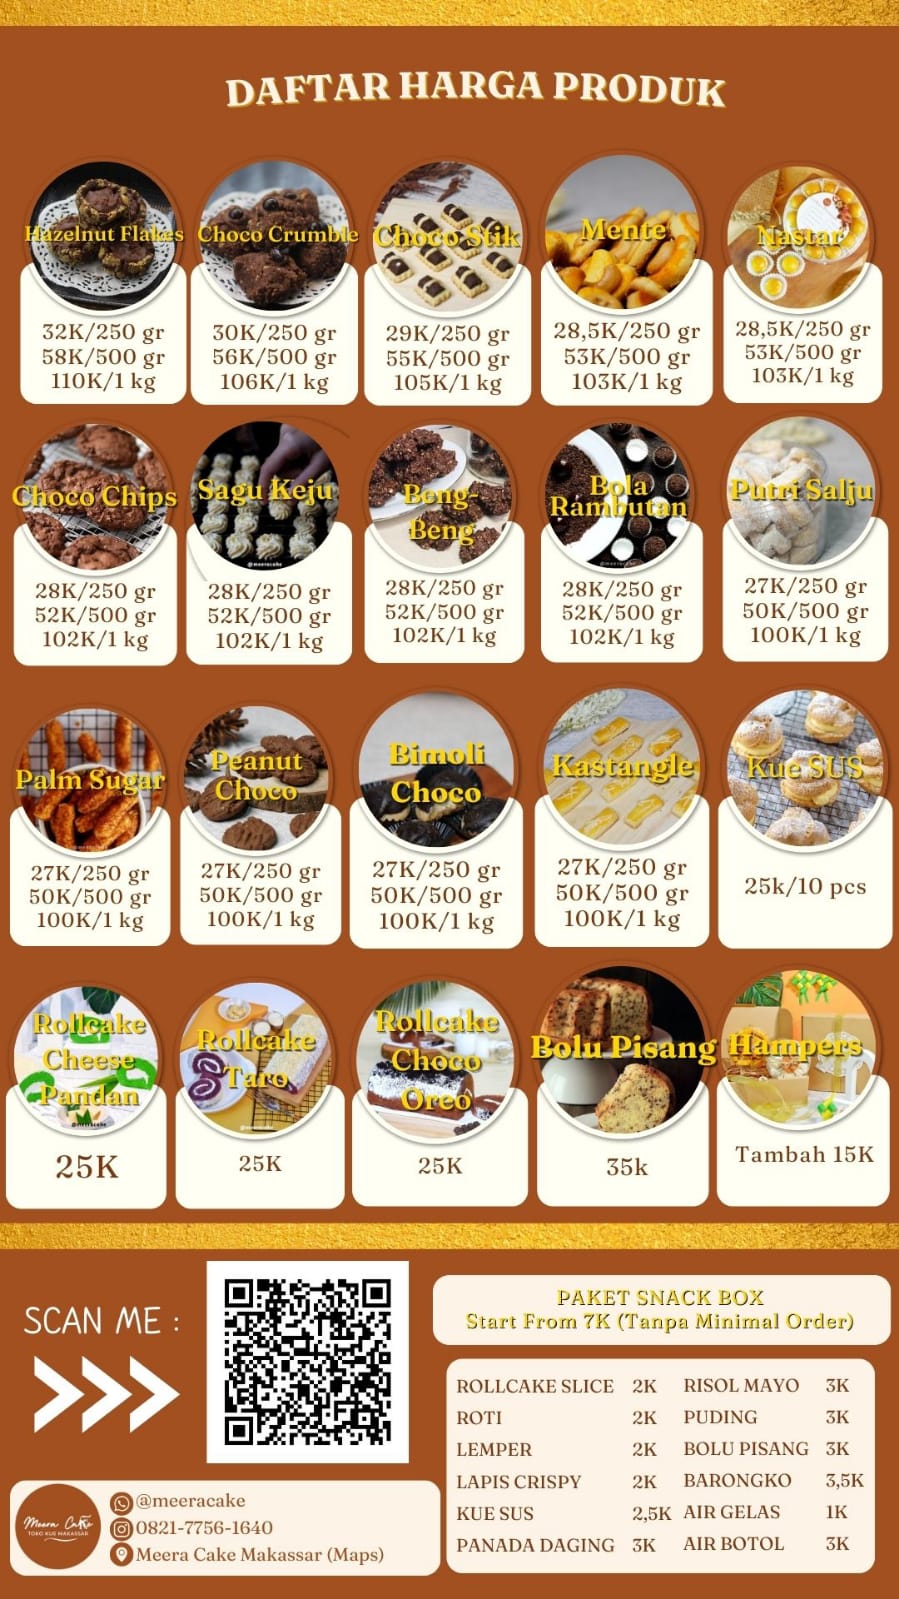 DAFTAR HARGA PRODUK
Hazelnut Flakes
32K/250 gr
58K/500 gr
110K/1 kg
Choco Crumble
30K/250 gr
56K/500 gr
106K/1 kg
Choco Stik
29K/250 gr
55K/500 gr
105K/1 kg
Mente
28,5K/250 gr
53K/500 gr
103K/1 kg
Nastar
28,5K/250 gr
53K/500 gr
103K/1 kg
Choco Chips
28K/250 gr
52K/500 gr
102K/1 kg
Sagu Keju
@meeracake
28K/250 gr
52K/500 gr
102K/1 kg
Beng-
Beng
28K/250 gr
52K/500 gr
102K/1 kg
Bola
Rambutan
@meeracake
28K/250 gr
52K/500 gr
102K/1 kg
Putri Salju
27K/250 gr
50K/500 gr
100K/1 kg
Palm Sugar
27K/250 gr
50K/500 gr
100K/1 kg
Peanut
Choco
27K/250 gr
50K/500 gr
100K/1 kg
Bimoli
Choco
27K/250 gr
50K/500 gr
100K/1 kg
Kastangle
27K/250 gr
50K/500 gr
100K/1 kg
Kue SUS
25k/10 pcs
Rollcake
Cheese
Pandan
@meeracake
25K
Rollcake
Taro
@meeracake
25K
Rollcake
Choco
Oreo
25K
Bolu Pisang
35k
Hampers
Tambah 15K
SCAN ME :
PAKET SNACK BOX
Start From 7K (Tanpa Minimal Order)
ROLLCAKE SLICE 2K
ROTI 2K
LEMPER 2K
LAPIS CRISPY 2K
KUE SUS 2,5K
PANADA DAGING 3K
RISOL MAYO 3K
PUDING 3K
BOLU PISANG 3K
BARONGKO 3,5K
AIR GELAS 1K
AIR BOTOL 3K
Meera Cake
TOKO KUE MAKASSAR
@meeracake
0821-7756-1640
Meera Cake Makassar (Maps)